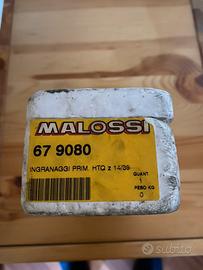 MALOSSI
67 9080
INGRANAGGI PRIM. HTQ z 14/39
QUANT
1
PESO KG
0
subito